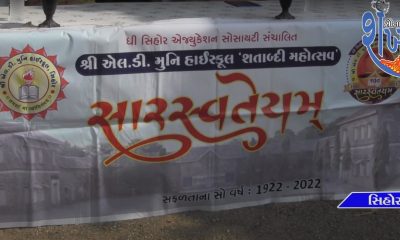 ધી સિહોર એજ્યુકેશન સોસાયટી સંચાલિત
શ્રી એલ.ડી. મુનિ હાઈસ્કૂલ 'શતાબ્દી મહોત્સવ'
સારસ્વતેયમ્
સફળતાના સો વર્ષ : 1922 - 2022
સિહોર